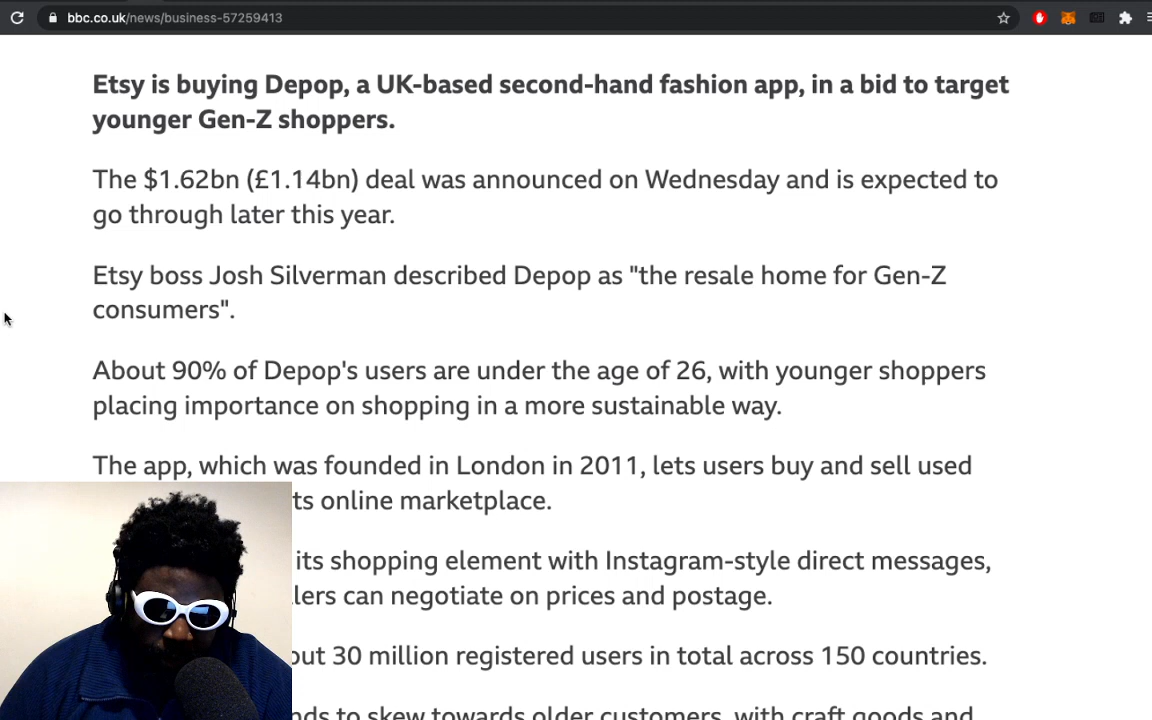 bbc.co.uk/news/business-57259413
Etsy is buying Depop, a UK-based second-hand fashion app, in a bid to target
younger Gen-Z shoppers.
The $1.62bn (£1.14bn) deal was announced on Wednesday and is expected to
go through later this year.
Etsy boss Josh Silverman described Depop as "the resale home for Gen-Z
consumers".
About 90% of Depop's users are under the age of 26, with younger shoppers
placing importance on shopping in a more sustainable way.
The app, which was founded in London in 2011, lets users buy and sell used
online marketplace.
its shopping element with Instagram-style direct messages,
can negotiate on prices and postage.
30 million registered users in total across 150 countries.
to skew towards older customers, with craft goods and